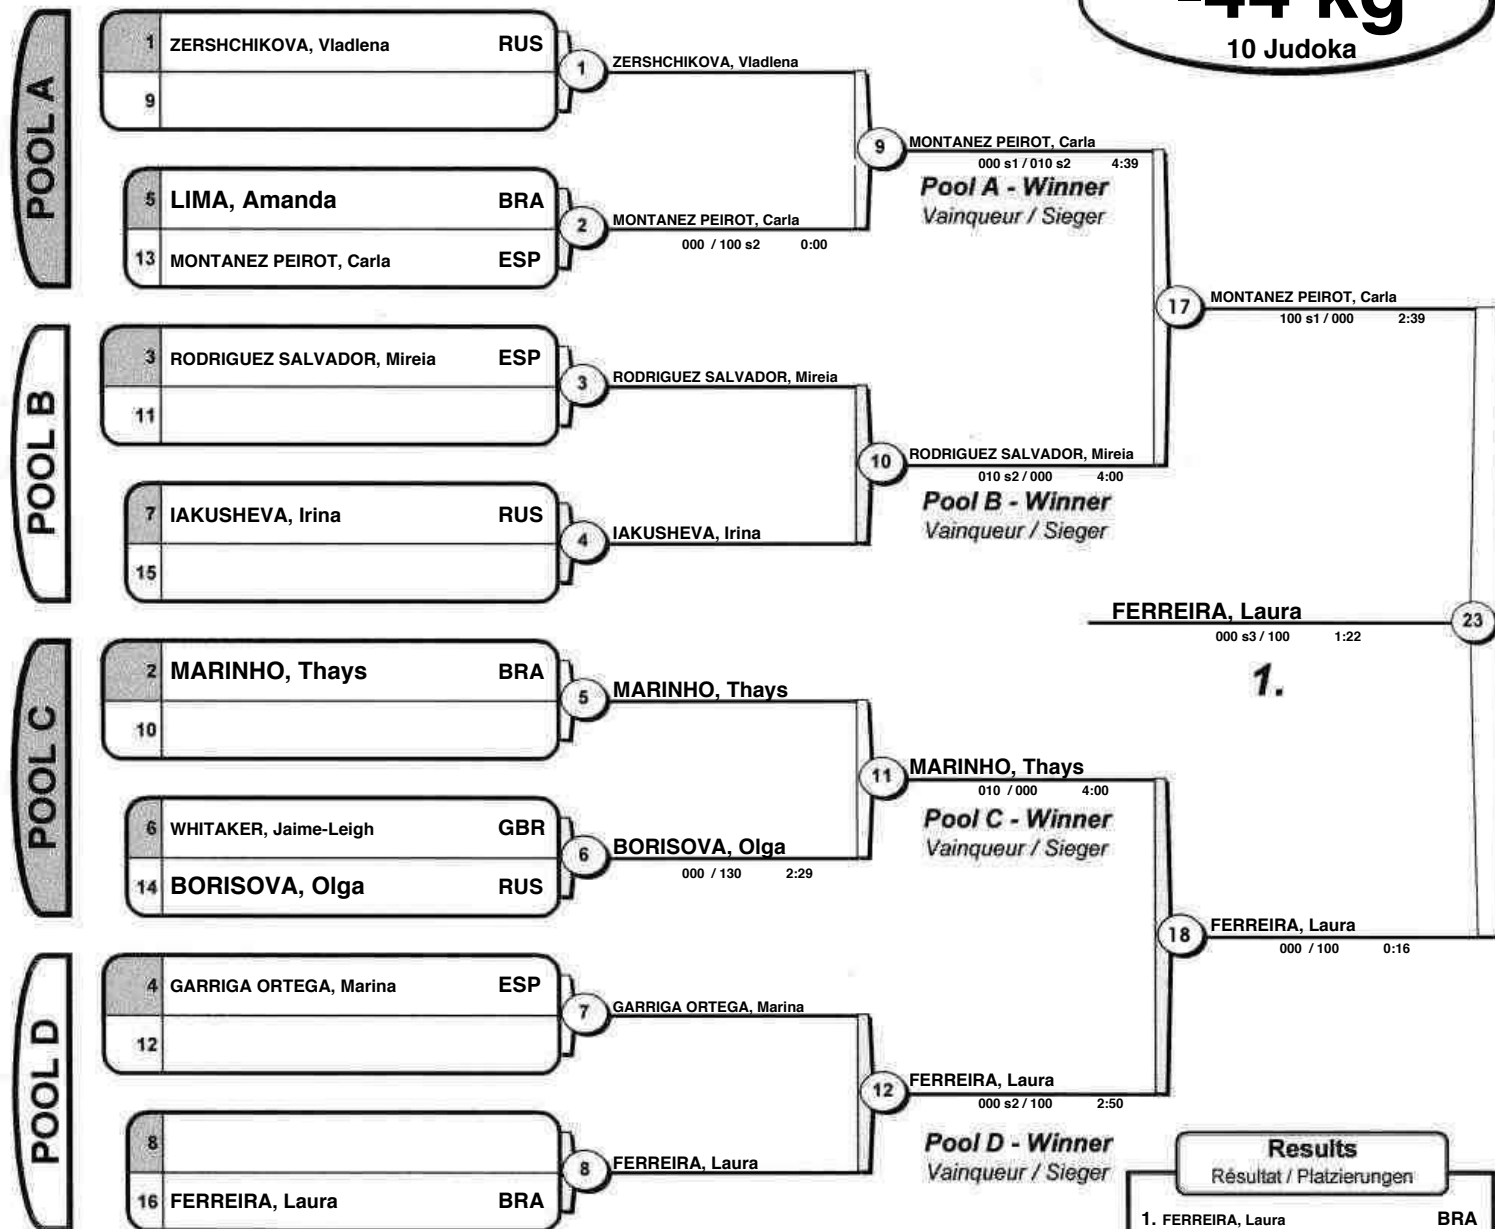 -44 kg
10 Judoka
POOL A
1 ZERSHCHIKOVA, Vladlena RUS
9
1 ZERSHCHIKOVA, Vladlena
5 LIMA, Amanda BRA
13 MONTANEZ PEIROT, Carla ESP
2 MONTANEZ PEIROT, Carla
000 / 100 s2 0:00
9 MONTANEZ PEIROT, Carla
000 s1 / 010 s2 4:39
Pool A - Winner
Vainqueur / Sieger
POOL B
3 RODRIGUEZ SALVADOR, Mireia ESP
11
3 RODRIGUEZ SALVADOR, Mireia
7 IAKUSHEVA, Irina RUS
15
4 IAKUSHEVA, Irina
10 RODRIGUEZ SALVADOR, Mireia
010 s2 / 000 4:00
Pool B - Winner
Vainqueur / Sieger
17 MONTANEZ PEIROT, Carla
100 s1 / 000 2:39
FERREIRA, Laura 23
000 s3 / 100 1:22
1.
POOL C
2 MARINHO, Thays BRA
10
5 MARINHO, Thays
6 WHITAKER, Jaime-Leigh GBR
14 BORISOVA, Olga RUS
6 BORISOVA, Olga
000 / 130 2:29
11 MARINHO, Thays
010 / 000 4:00
Pool C - Winner
Vainqueur / Sieger
POOL D
4 GARRIGA ORTEGA, Marina ESP
12
7 GARRIGA ORTEGA, Marina
8
16 FERREIRA, Laura BRA
8 FERREIRA, Laura
12 FERREIRA, Laura
000 s2 / 100 2:50
Pool D - Winner
Vainqueur / Sieger
18 FERREIRA, Laura
000 / 100 0:16
Results
Résultat / Platzierungen
1. FERREIRA, Laura BRA